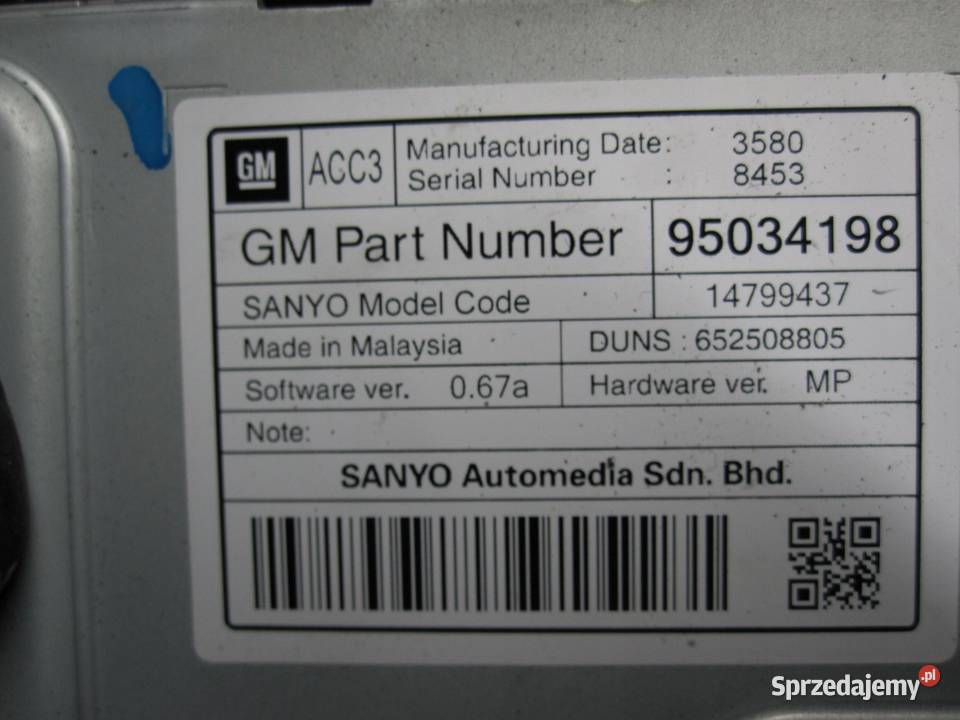 GM ACC3 Manufacturing Date: 3580
Serial Number : 8453
GM Part Number 95034198
SANYO Model Code 14799437
Made in Malaysia DUNS : 652508805
Software ver. 0.67a Hardware ver. MP
Note:
SANYO Automedia Sdn. Bhd.
Sprzedajemy.pl